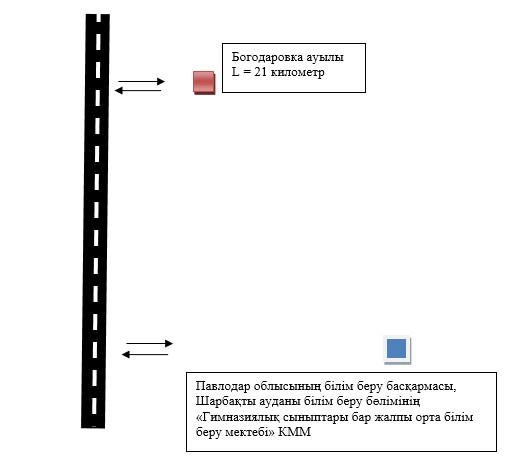 Богодаровка ауылы
L = 21 километр
Павлодар облысының білім беру басқармасы,
Шарбақты ауданы білім беру бөлімінің
«Гимназиялық сыныптары бар жалпы орта білім
беру мектебі» КММ